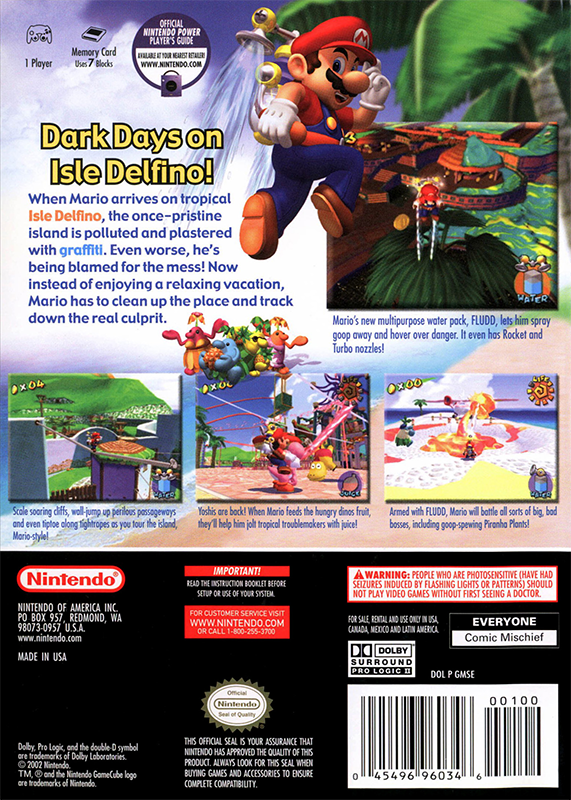 1 Player
Memory Card
Uses 7 Blocks
OFFICIAL
NINTENDO POWER
PLAYER'S GUIDE
AVAILABLE AT YOUR NEAREST RETAILER!
WWW.NINTENDO.COM
Dark Days on
Isle Delfino!
When Mario arrives on tropical
Isle Delfino, the once-pristine
island is polluted and plastered
with graffiti. Even worse, he's
being blamed for the mess! Now
instead of enjoying a relaxing vacation,
Mario has to clean up the place and track
down the real culprit.
WATER
Mario's new multipurpose water pack, FLUDD, lets him spray
goop away and hover over danger. It even has Rocket and
Turbo nozzles!
WATER
Scale soaring cliffs, wall-jump up perilous passageways
and even tiptoe along tightropes as you tour the island,
Mario-style!
JUICE
Yoshis are back! When Mario feeds the hungry dinos fruit,
they'll help him jolt tropical troublemakers with juice!
WATER
Armed with FLUDD, Mario will battle all sorts of big, bad
bosses, including goop-spewing Piranha Plants!
Nintendo®
NINTENDO OF AMERICA INC.
PO BOX 957, REDMOND, WA
98073-0957 U.S.A.
www.nintendo.com
MADE IN USA
IMPORTANT!
READ THE INSTRUCTION BOOKLET BEFORE
SETUP OR USE OF YOUR SYSTEM.
FOR CUSTOMER SERVICE VISIT
WWW.NINTENDO.COM
OR CALL 1-800-255-3700
WARNING: PEOPLE WHO ARE PHOTOSENSITIVE (HAVE HAD
SEIZURES INDUCED BY FLASHING LIGHTS OR PATTERNS) SHOULD
NOT PLAY VIDEO GAMES WITHOUT FIRST SEEING A DOCTOR.
FOR SALE, RENTAL AND USE ONLY IN USA,
CANADA, MEXICO AND LATIN AMERICA.
EVERYONE
Comic Mischief
DOLBY
SURROUND
PRO LOGIC II
DOL P GMSE
Official
Nintendo
Seal of Quality
Dolby, Pro Logic, and the double-D symbol
are trademarks of Dolby Laboratories.
© 2002 Nintendo.
TM, ® and the Nintendo GameCube logo
are trademarks of Nintendo.
THIS OFFICIAL SEAL IS YOUR ASSURANCE THAT
NINTENDO HAS APPROVED THE QUALITY OF THIS
PRODUCT. ALWAYS LOOK FOR THIS SEAL WHEN
BUYING GAMES AND ACCESSORIES TO ENSURE
COMPLETE COMPATIBILITY.
00100
0 45496 96034 6